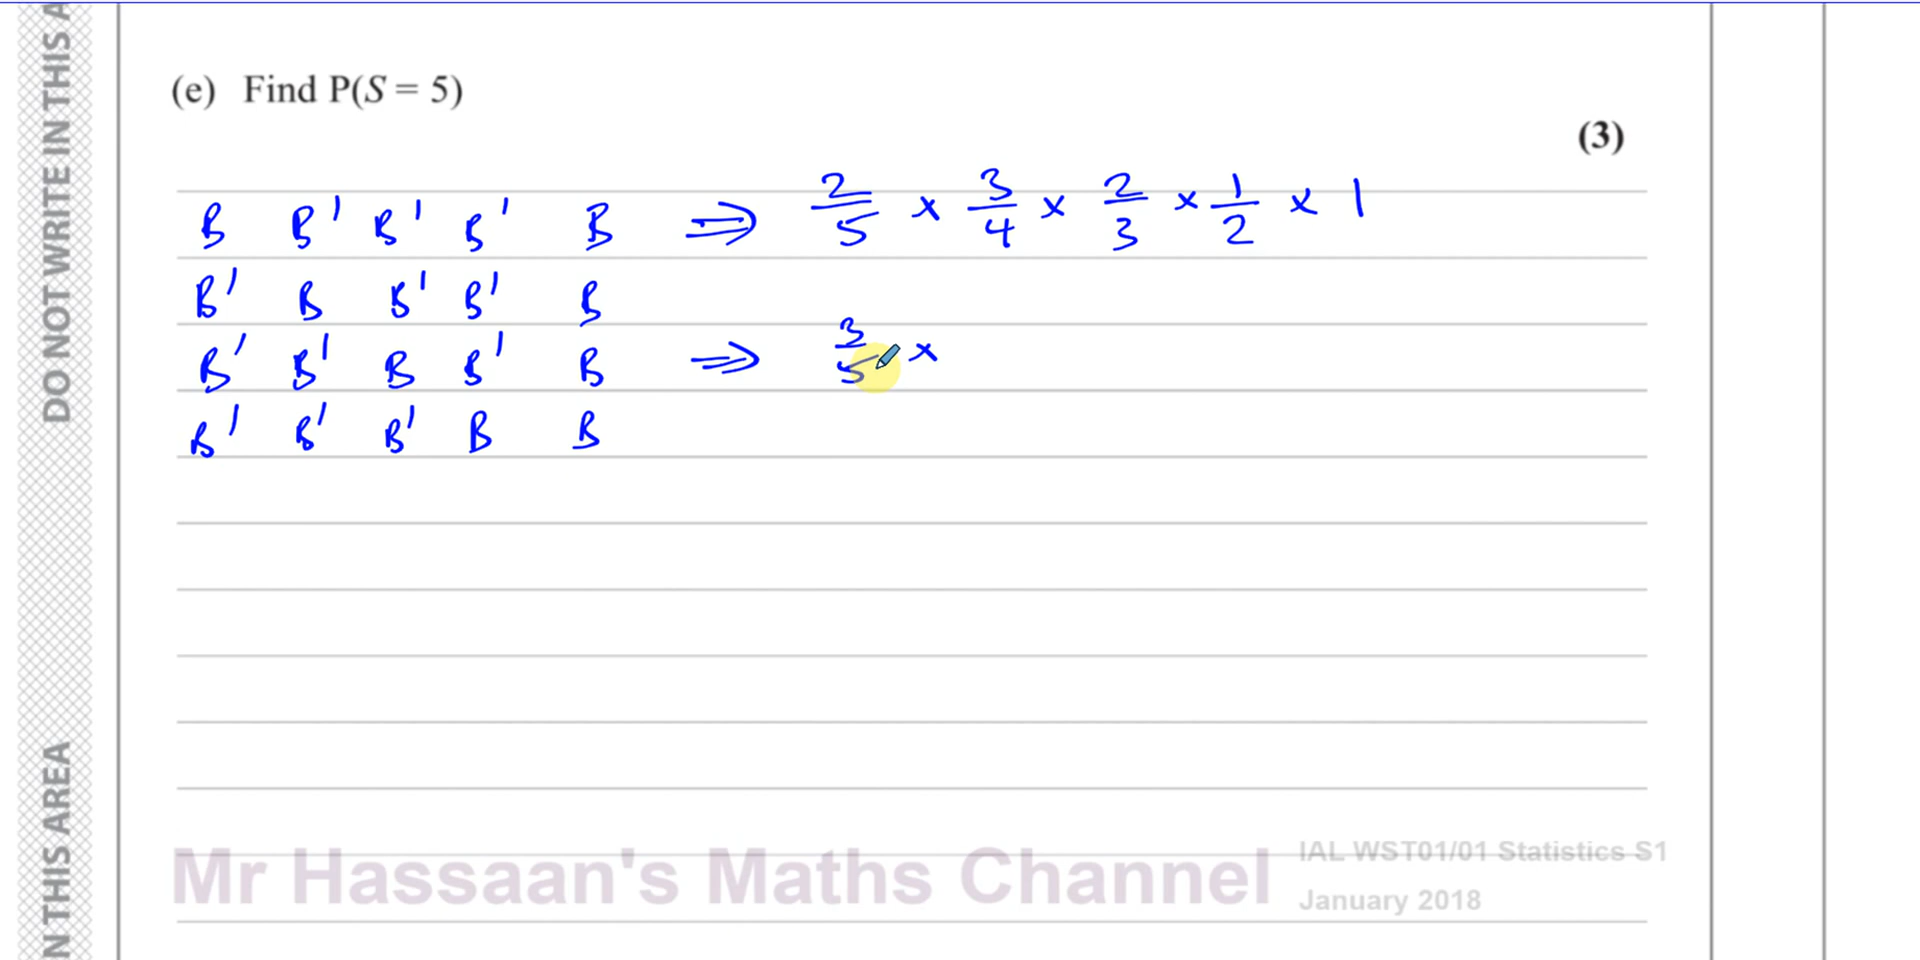 DO NOT WRITE IN THIS A
(e) Find P(S = 5)
(3)
B B' B' B' B ⇒ 2/5 × 3/4 × 2/3 × 1/2 × 1
B' B B' B' B
B' B' B B' B ⇒ 3/5 ×
B' B' B' B B
N THIS AREA
Mr Hassaan's Maths Channel
IAL WST01/01 Statistics S1
January 2018